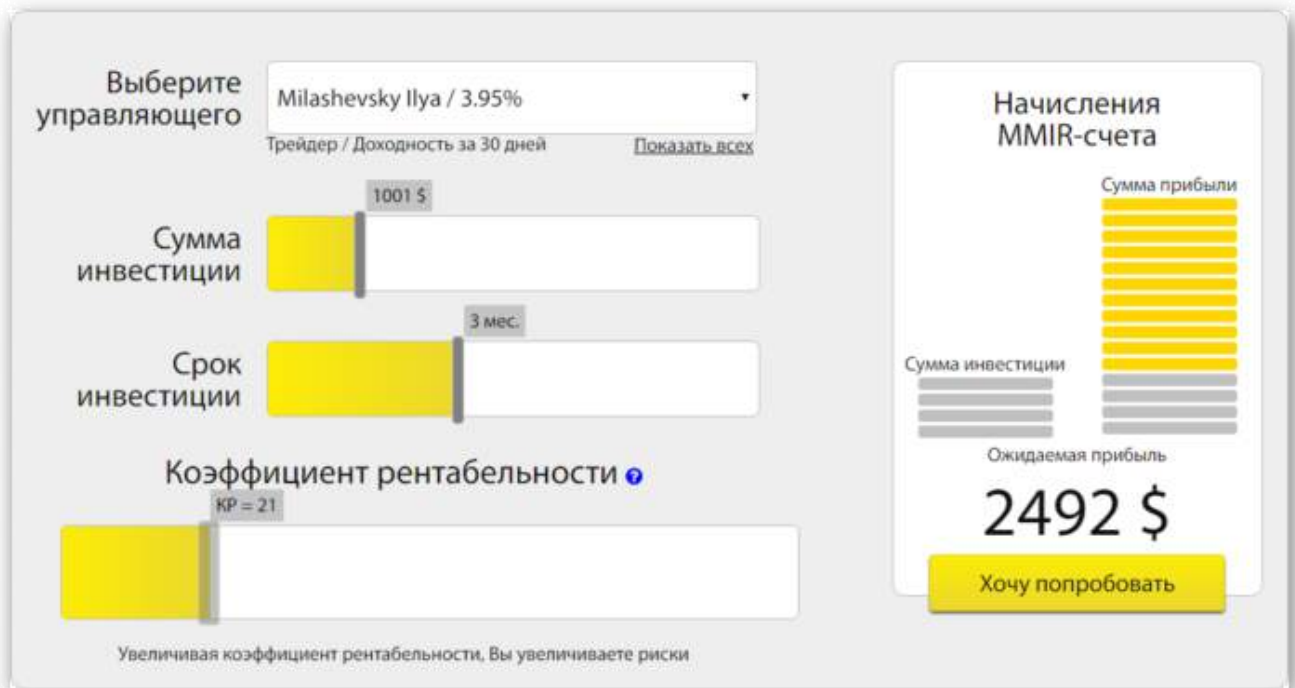 Выберите
управляющего
Milashevsky Ilya / 3.95%
Трейдер / Доходность за 30 дней
Показать всех
1001 $
Сумма
инвестиции
3 мес.
Срок
инвестиции
Коэффициент рентабельности ?
КР = 21
Увеличивая коэффициент рентабельности, Вы увеличиваете риски
Начисления
MMIR-счета
Сумма прибыли
Сумма инвестиции
Ожидаемая прибыль
2492 $
Хочу попробовать